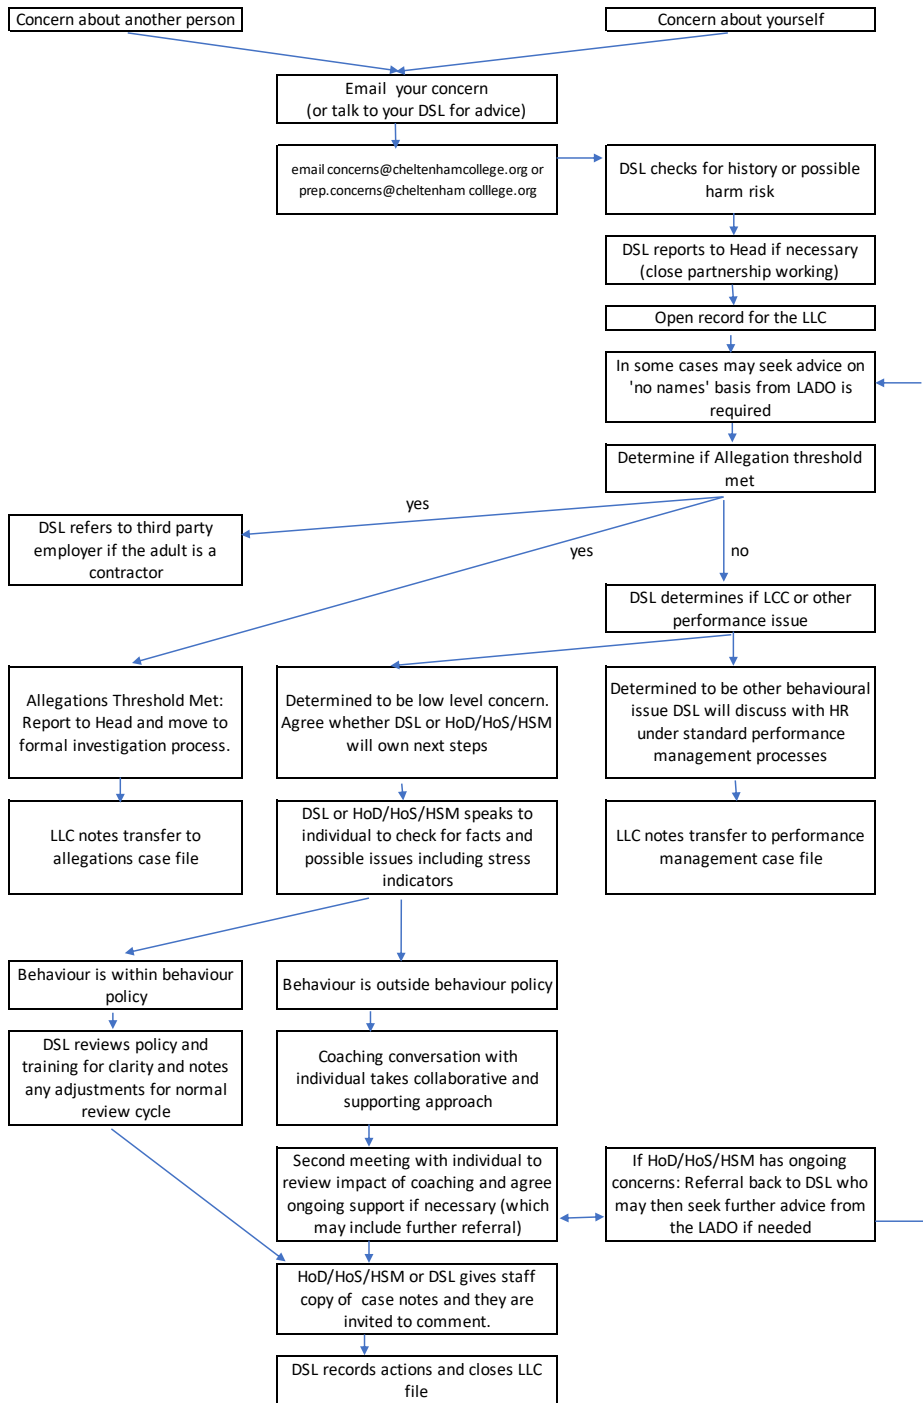 Concern about another person
Concern about yourself
Email  your concern
(or talk to your DSL for advice)
email concerns@cheltenhamcollege.org or
prep.concerns@cheltenham colllege.org
DSL checks for history or possible
harm risk
DSL reports to Head if necessary
(close partnership working)
Open record for the LLC
In some cases may seek advice on
'no names' basis from LADO is
required
Determine if Allegation threshold
met
yes
DSL refers to third party
employer if the adult is a
contractor
yes
no
DSL determines if LCC or other
performance issue
Allegations Threshold Met:
Report to Head and move to
formal investigation process.
Determined to be low level concern.
Agree whether DSL or HoD/HoS/HSM
will own next steps
Determined to be other behavioural
issue DSL will discuss with HR
under standard performance
management processes
LLC notes transfer to
allegations case file
DSL or HoD/HoS/HSM speaks to
individual to check for facts and
possible issues including stress
indicators
LLC notes transfer to performance
management case file
Behaviour is within behaviour
policy
Behaviour is outside behaviour policy
DSL reviews policy and
training for clarity and notes
any adjustments for normal
review cycle
Coaching conversation with
individual takes collaborative and
supporting approach
Second meeting with individual to
review impact of coaching and agree
ongoing support if necessary (which
may include further referral)
If HoD/HoS/HSM has ongoing
concerns: Referral back to DSL who
may then seek further advice from
the LADO if needed
HoD/HoS/HSM or DSL gives staff
copy of  case notes and they are
invited to comment.
DSL records actions and closes LLC
file